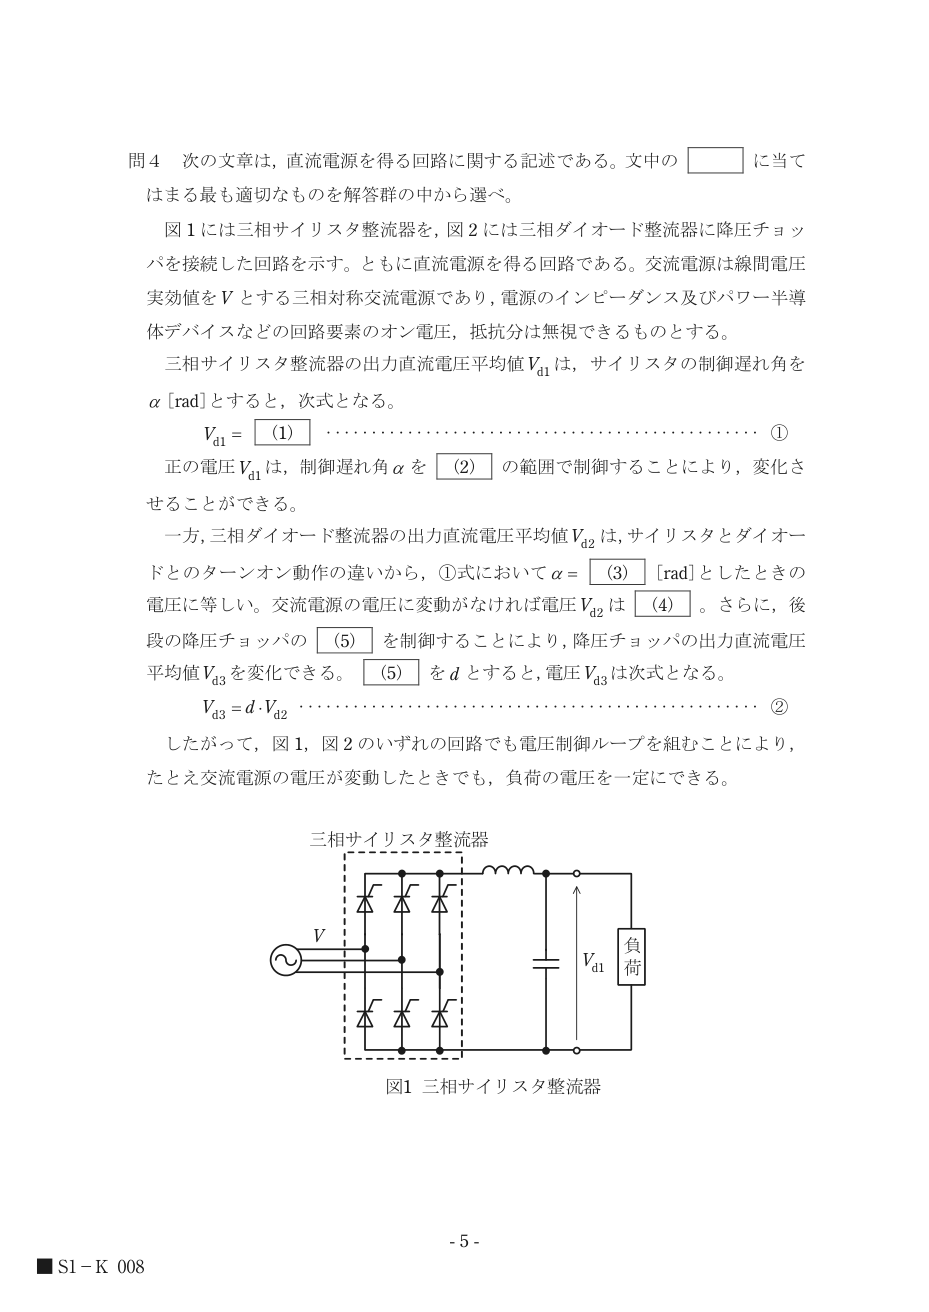 問4　次の文章は，直流電源を得る回路に関する記述である。文中の　　　に当て
はまる最も適切なものを解答群の中から選べ。
図1には三相サイリスタ整流器を，図2には三相ダイオード整流器に降圧チョッ
パを接続した回路を示す。ともに直流電源を得る回路である。交流電源は線間電圧
実効値をVとする三相対称交流電源であり，電源のインピーダンス及びパワー半導
体デバイスなどの回路要素のオン電圧，抵抗分は無視できるものとする。
三相サイリスタ整流器の出力直流電圧平均値Vd1は，サイリスタの制御遅れ角を
α [rad]とすると，次式となる。
Vd1 = (1) ················································ ①
正の電圧Vd1は，制御遅れ角αを (2) の範囲で制御することにより，変化さ
せることができる。
一方，三相ダイオード整流器の出力直流電圧平均値Vd2は，サイリスタとダイオー
ドとのターンオン動作の違いから，①式においてα= (3) [rad]としたときの
電圧に等しい。交流電源の電圧に変動がなければ電圧Vd2は (4) 。さらに，後
段の降圧チョッパの (5) を制御することにより，降圧チョッパの出力直流電圧
平均値Vd3を変化できる。 (5) をdとすると，電圧Vd3は次式となる。
Vd3 = d·Vd2 ··················································· ②
したがって，図1，図2のいずれの回路でも電圧制御ループを組むことにより，
たとえ交流電源の電圧が変動したときでも，負荷の電圧を一定にできる。
三相サイリスタ整流器
V
Vd1
負荷
図1 三相サイリスタ整流器
- 5 -
■ S1－K 008